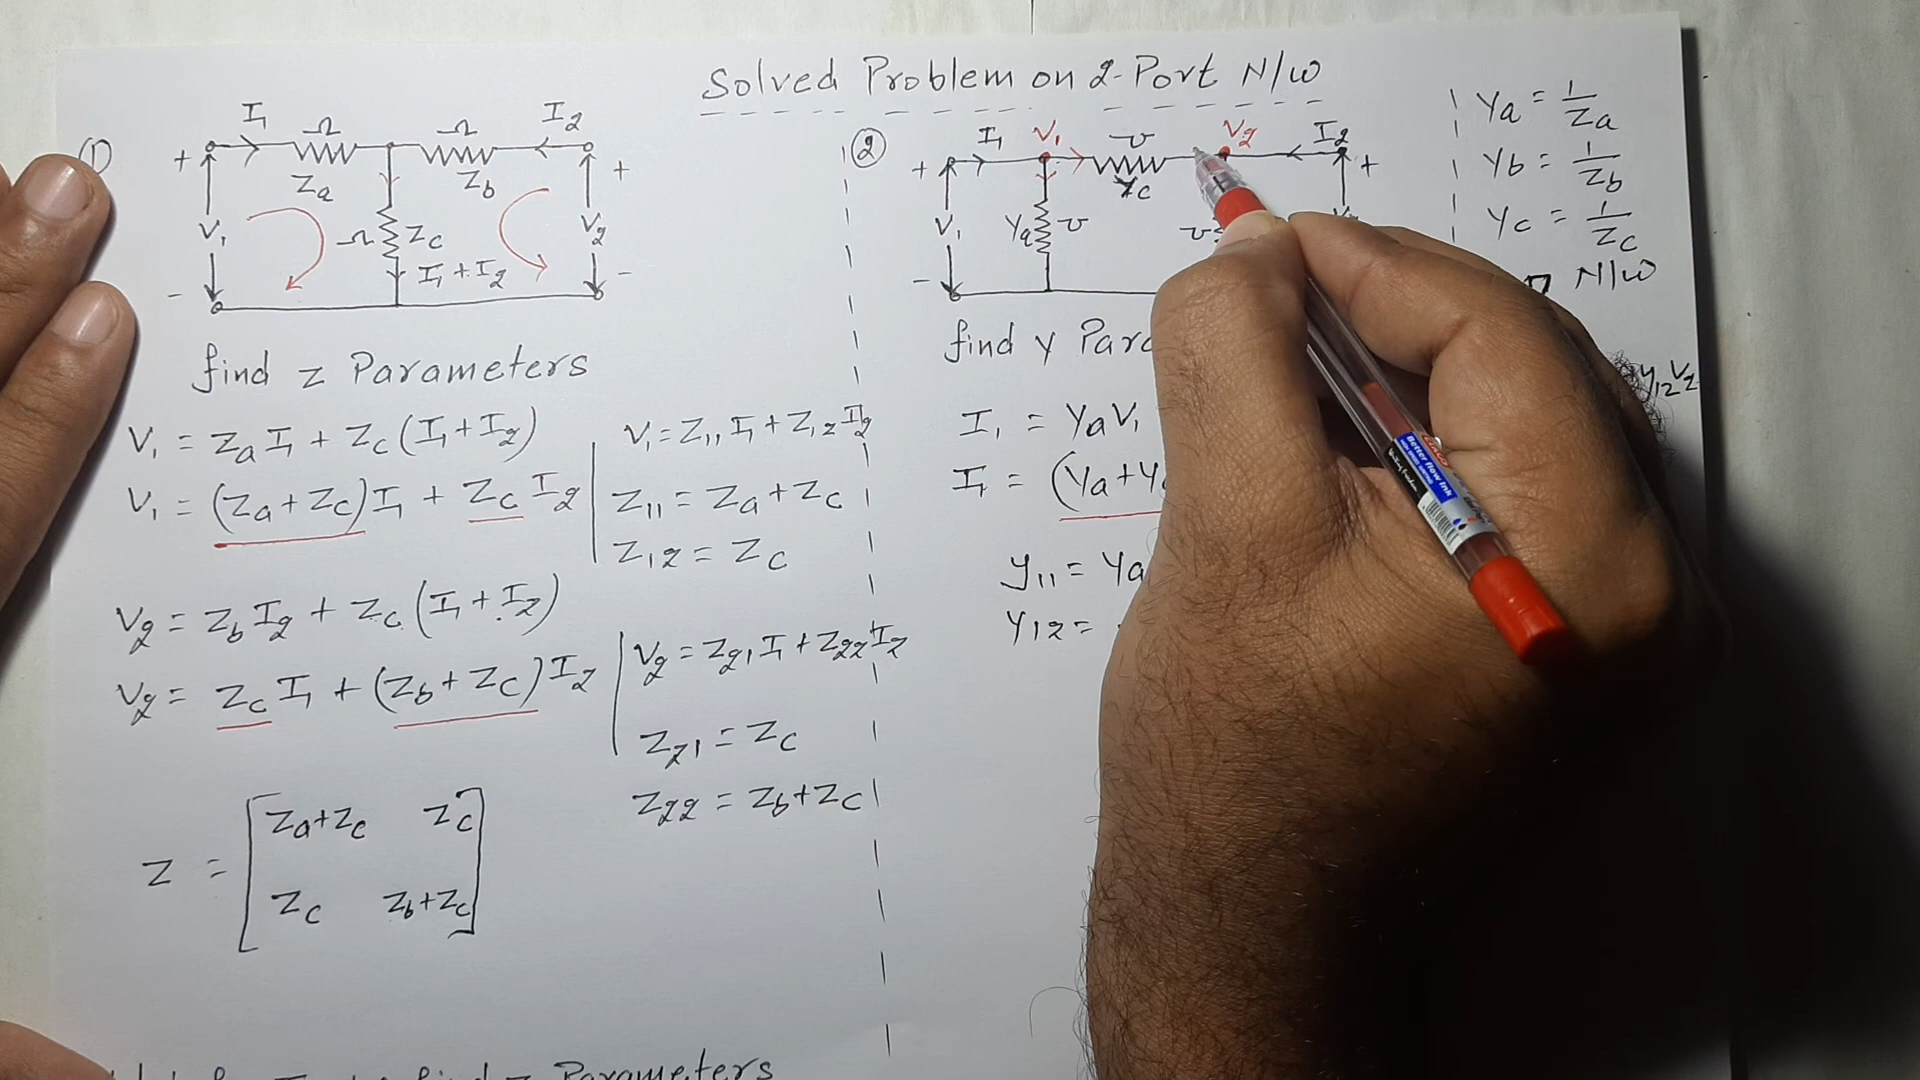 Solved Problem on 2-Port N/W
①
I1 Ω Ω I2
+ Za Zb +
V1 Ω Zc V2
I1 + I2
- -
find z Parameters
V1 = Za I1 + Zc (I1 + I2)
V1 = (Za + Zc) I1 + Zc I2
V1 = Z11 I1 + Z12 I2
Z11 = Za + Zc
Z12 = Zc
V2 = Zb I2 + Zc (I1 + I2)
V2 = Zc I1 + (Zb + Zc) I2
V2 = Z21 I1 + Z22 I2
Z21 = Zc
Z22 = Zb + Zc
Z = [Za+Zc Zc
Zc Zb+Zc]
②
I1 V1 ℧ V2 I2
+ Yc +
V1 Ya ℧ ℧
-
find y
I1 = Ya V1
I1 = (Ya +
y11 = Ya
Y12 =
Ya = 1/Za
Yb = 1/Zb
Yc = 1/Zc
N/W
Y12 V2
Parameters